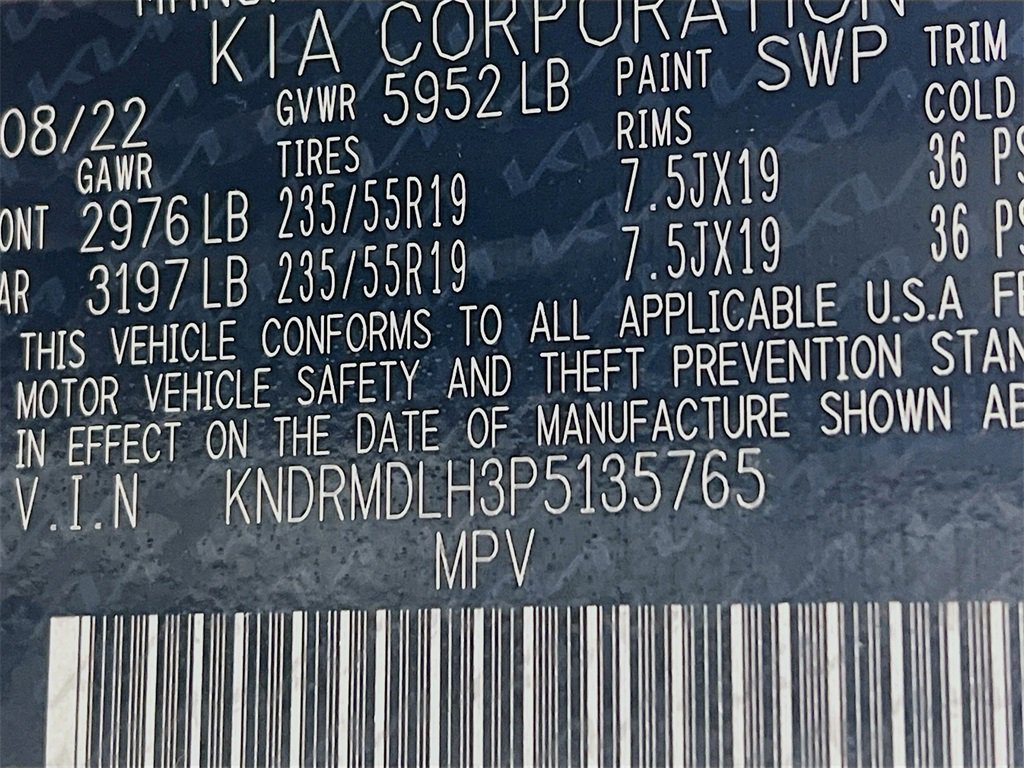 KIA CORPORATION
08/22 GVWR 5952 LB PAINT SWP TRIM
GAWR TIRES RIMS COLD
ONT 2976 LB 235/55R19 7.5JX19 36 PS
AR 3197 LB 235/55R19 7.5JX19 36 PS
THIS VEHICLE CONFORMS TO ALL APPLICABLE U.S.A FE
MOTOR VEHICLE SAFETY AND THEFT PREVENTION STAN
IN EFFECT ON THE DATE OF MANUFACTURE SHOWN AB
V.I.N KNDRMDLH3P5135765
MPV